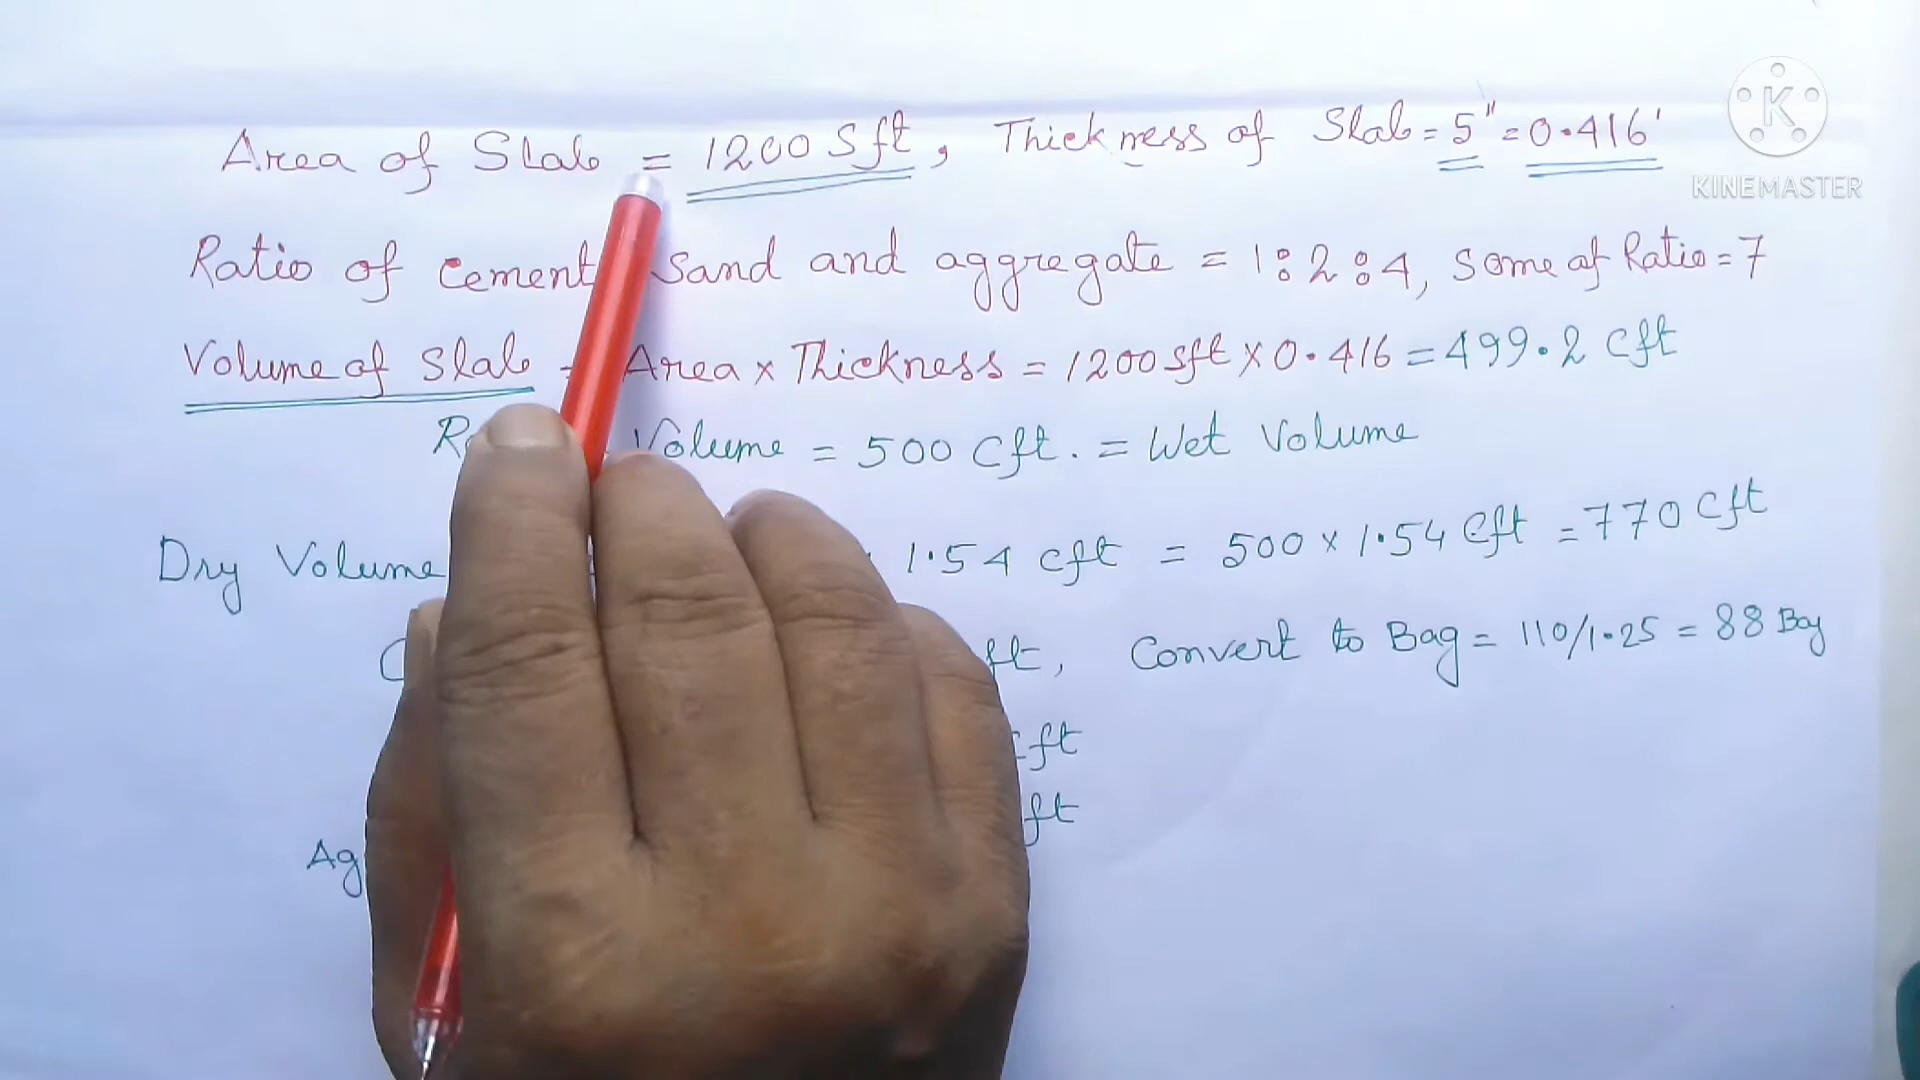 Area of Slab = 1200 Sft, Thickness of Slab = 5" = 0.416'
K
KINEMASTER
Ratio of cement sand and aggregate = 1:2:4, Some of Ratio = 7
Volume of Slab = Area x Thickness = 1200 sft x 0.416 = 499.2 Cft
Volume = 500 Cft. = Wet Volume
Dry Volume 1.54 cft = 500 x 1.54 Cft = 770 Cft
ft, Convert to Bag = 110/1.25 = 88 Bag
Cft
ft
Ag